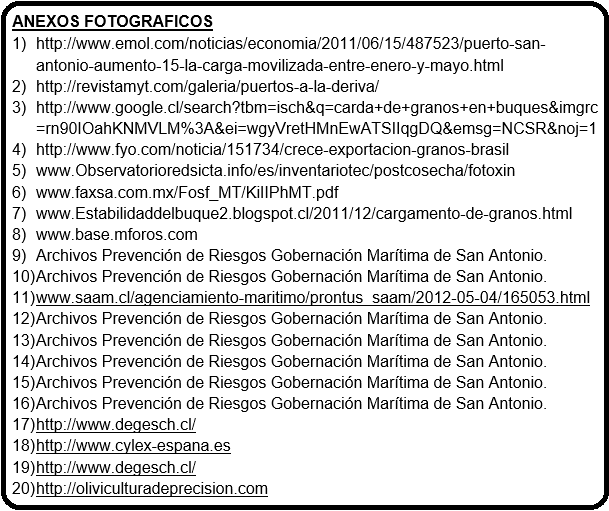 ANEXOS FOTOGRAFICOS
1) http://www.emol.com/noticias/economia/2011/06/15/487523/puerto-san-
antonio-aumento-15-la-carga-movilizada-entre-enero-y-mayo.html
2) http://revistamyt.com/galeria/puertos-a-la-deriva/
3) http://www.google.cl/search?tbm=isch&q=carda+de+granos+en+buques&imgrc
=rn90IOahKNMVLM%3A&ei=wgyVretHMnEwATSIIqgDQ&emsg=NCSR&noj=1
4) http://www.fyo.com/noticia/151734/crece-exportacion-granos-brasil
5) www.Observatorioredsicta.info/es/inventariotec/postcosecha/fotoxin
6) www.faxsa.com.mx/Fosf_MT/KiIIPhMT.pdf
7) www.Estabilidaddelbuque2.blogspot.cl/2011/12/cargamento-de-granos.html
8) www.base.mforos.com
9) Archivos Prevención de Riesgos Gobernación Marítima de San Antonio.
10)Archivos Prevención de Riesgos Gobernación Marítima de San Antonio.
11)www.saam.cl/agenciamiento-maritimo/prontus_saam/2012-05-04/165053.html
12)Archivos Prevención de Riesgos Gobernación Marítima de San Antonio.
13)Archivos Prevención de Riesgos Gobernación Marítima de San Antonio.
14)Archivos Prevención de Riesgos Gobernación Marítima de San Antonio.
15)Archivos Prevención de Riesgos Gobernación Marítima de San Antonio.
16)Archivos Prevención de Riesgos Gobernación Marítima de San Antonio.
17)http://www.degesch.cl/
18)http://www.cylex-espana.es
19)http://www.degesch.cl/
20)http://oliviculturadeprecision.com